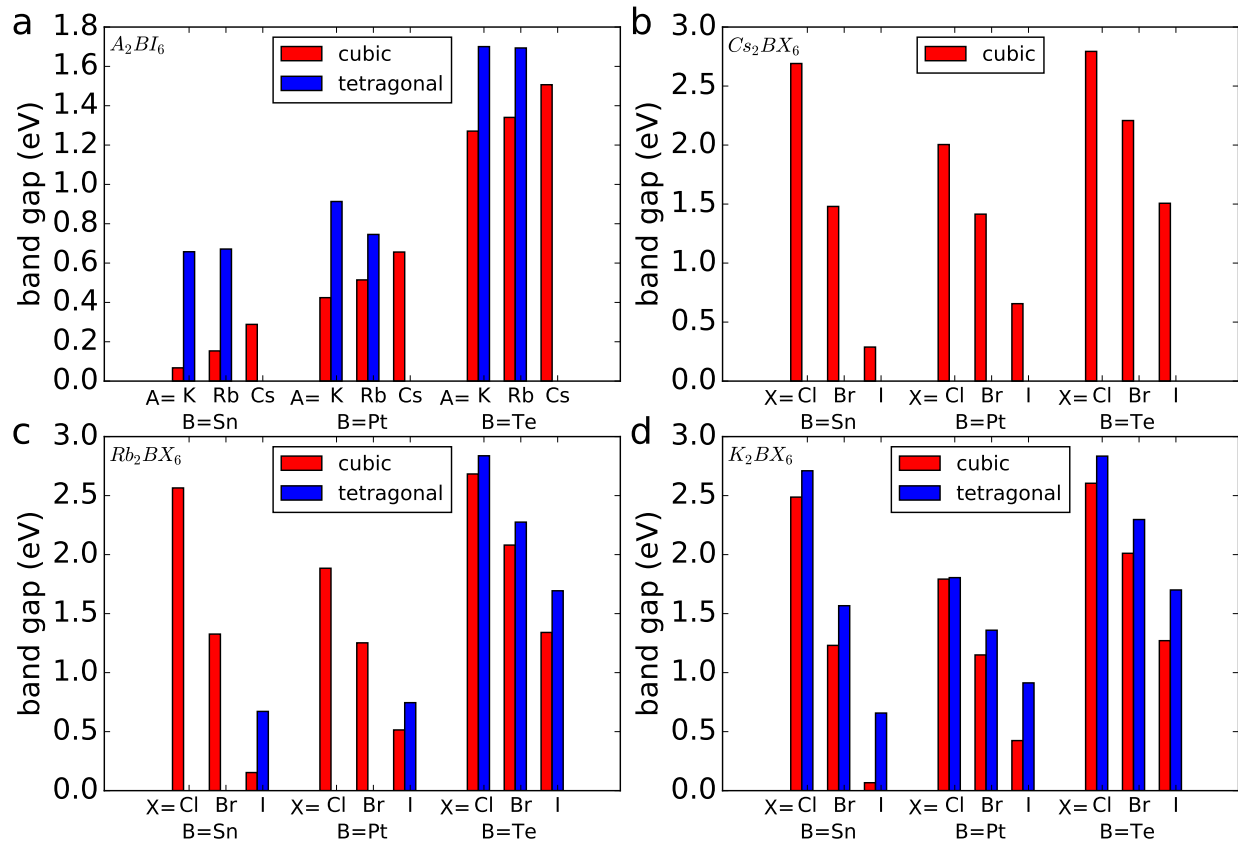 a
A2BI6
cubic
tetragonal
band gap (eV)
1.8
1.6
1.4
1.2
1.0
0.8
0.6
0.4
0.2
0.0
A= K Rb Cs A= K Rb Cs A= K Rb Cs
B=Sn B=Pt B=Te
b
Cs2BX6
cubic
band gap (eV)
3.0
2.5
2.0
1.5
1.0
0.5
0.0
X= Cl Br I X= Cl Br I X= Cl Br I
B=Sn B=Pt B=Te
c
Rb2BX6
cubic
tetragonal
band gap (eV)
3.0
2.5
2.0
1.5
1.0
0.5
0.0
X= Cl Br I X= Cl Br I X= Cl Br I
B=Sn B=Pt B=Te
d
K2BX6
cubic
tetragonal
band gap (eV)
3.0
2.5
2.0
1.5
1.0
0.5
0.0
X= Cl Br I X= Cl Br I X= Cl Br I
B=Sn B=Pt B=Te